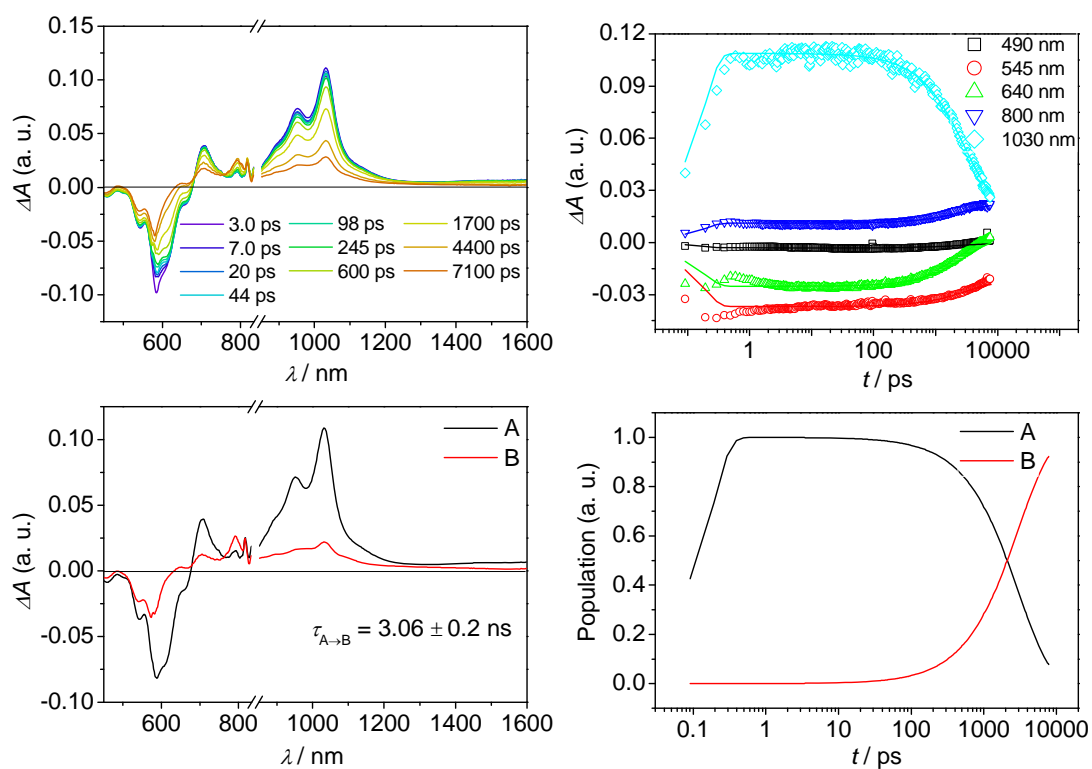 0.15
0.10
0.05
0.00
-0.05
-0.10
ΔA (a. u.)
3.0 ps 98 ps 1700 ps
7.0 ps 245 ps 4400 ps
20 ps 600 ps 7100 ps
44 ps
600 800 1000 1200 1400 1600
λ / nm
0.12
0.09
0.06
0.03
0.00
-0.03
ΔA (a. u.)
490 nm
545 nm
640 nm
800 nm
1030 nm
1 100 10000
t / ps
0.10
0.05
0.00
-0.05
-0.10
ΔA (a. u.)
A
B
τA→B = 3.06 ± 0.2 ns
600 800 1000 1200 1400 1600
λ / nm
1.0
0.8
0.6
0.4
0.2
0.0
Population (a. u.)
A
B
0.1 1 10 100 1000 10000
t / ps